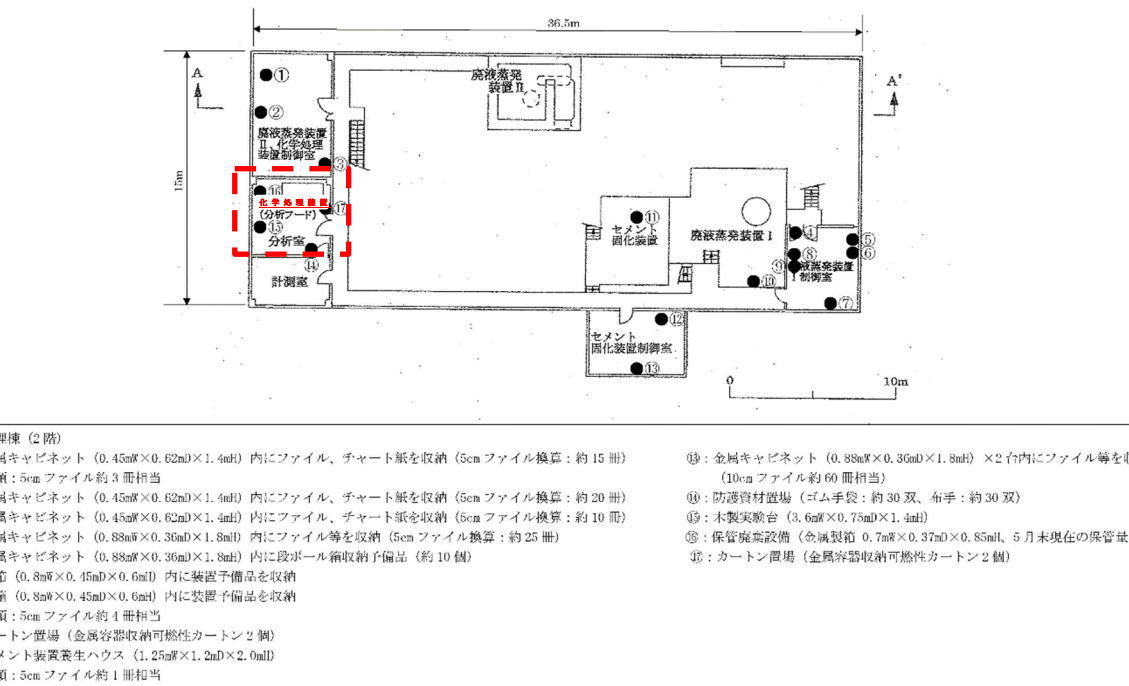 36.5m
15m
A
A'
①
②
廃液蒸発装置
Ⅱ、化学処理
装置制御室
③
廃液蒸発
装置Ⅱ
⑯
化学処理装置
⑰
(分析フード)
⑮
分析室
⑭
計測室
⑪
セメント
固化装置
廃液蒸発装置Ⅰ
④
⑤
⑥
⑧
⑨
液蒸発装置
制御室
⑩
⑦
⑫
セメント
固化装置制御室
⑬
0
10m
理棟(2階)
属キャビネット(0.45mW×0.62mD×1.4mH)内にファイル、チャート紙を収納(5cmファイル換算:約15冊)
類:5cmファイル約3冊相当
属キャビネット(0.45mW×0.62mD×1.4mH)内にファイル、チャート紙を収納(5cmファイル換算:約20冊)
属キャビネット(0.45mW×0.62mD×1.4mH)内にファイル、チャート紙を収納(5cmファイル換算:約10冊)
属キャビネット(0.88mW×0.36mD×1.8mH)内にファイル等を収納(5cmファイル換算:約25冊)
属キャビネット(0.88mW×0.36mD×1.8mH)内に段ボール箱収納予備品(約10個)
箱(0.8mW×0.45mD×0.6mH)内に装置予備品を収納
箱(0.8mW×0.45mD×0.6mH)内に装置予備品を収納
類:5cmファイル約4冊相当
ートン置場(金属容器収納可燃性カートン2個)
メント装置養生ハウス(1.25mW×1.2mD×2.0mH)
類:5cmファイル約1冊相当
⑬:金属キャビネット(0.88mW×0.36mD×1.8mH)×2台内にファイル等を収
(10cmファイル約60冊相当)
⑭:防護資材置場(ゴム手袋:約30双、布手:約30双)
⑮:木製実験台(3.6mW×0.75mD×1.4mH)
⑯:保管廃棄設備(金属製箱 0.7mW×0.37mD×0.85mH、5月末現在の保管量
⑰:カートン置場(金属容器収納可燃性カートン2個)